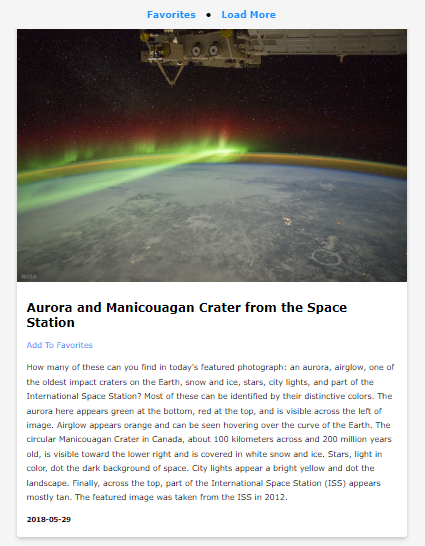 Favorites • Load More
NASA
Aurora and Manicouagan Crater from the Space
Station
Add To Favorites
How many of these can you find in today's featured photograph: an aurora, airglow, one of
the oldest impact craters on the Earth, snow and ice, stars, city lights, and part of the
International Space Station? Most of these can be identified by their distinctive colors. The
aurora here appears green at the bottom, red at the top, and is visible across the left of
image. Airglow appears orange and can be seen hovering over the curve of the Earth. The
circular Manicouagan Crater in Canada, about 100 kilometers across and 200 million years
old, is visible toward the lower right and is covered in white snow and ice. Stars, light in
color, dot the dark background of space. City lights appear a bright yellow and dot the
landscape. Finally, across the top, part of the International Space Station (ISS) appears
mostly tan. The featured image was taken from the ISS in 2012.
2018-05-29